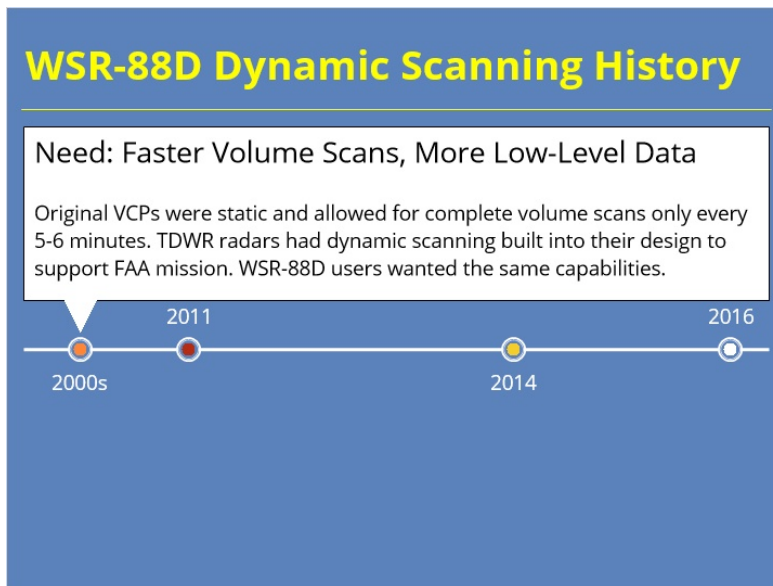 WSR-88D Dynamic Scanning History
Need: Faster Volume Scans, More Low-Level Data
Original VCPs were static and allowed for complete volume scans only every
5-6 minutes. TDWR radars had dynamic scanning built into their design to
support FAA mission. WSR-88D users wanted the same capabilities.
2011
2016
2000s
2014